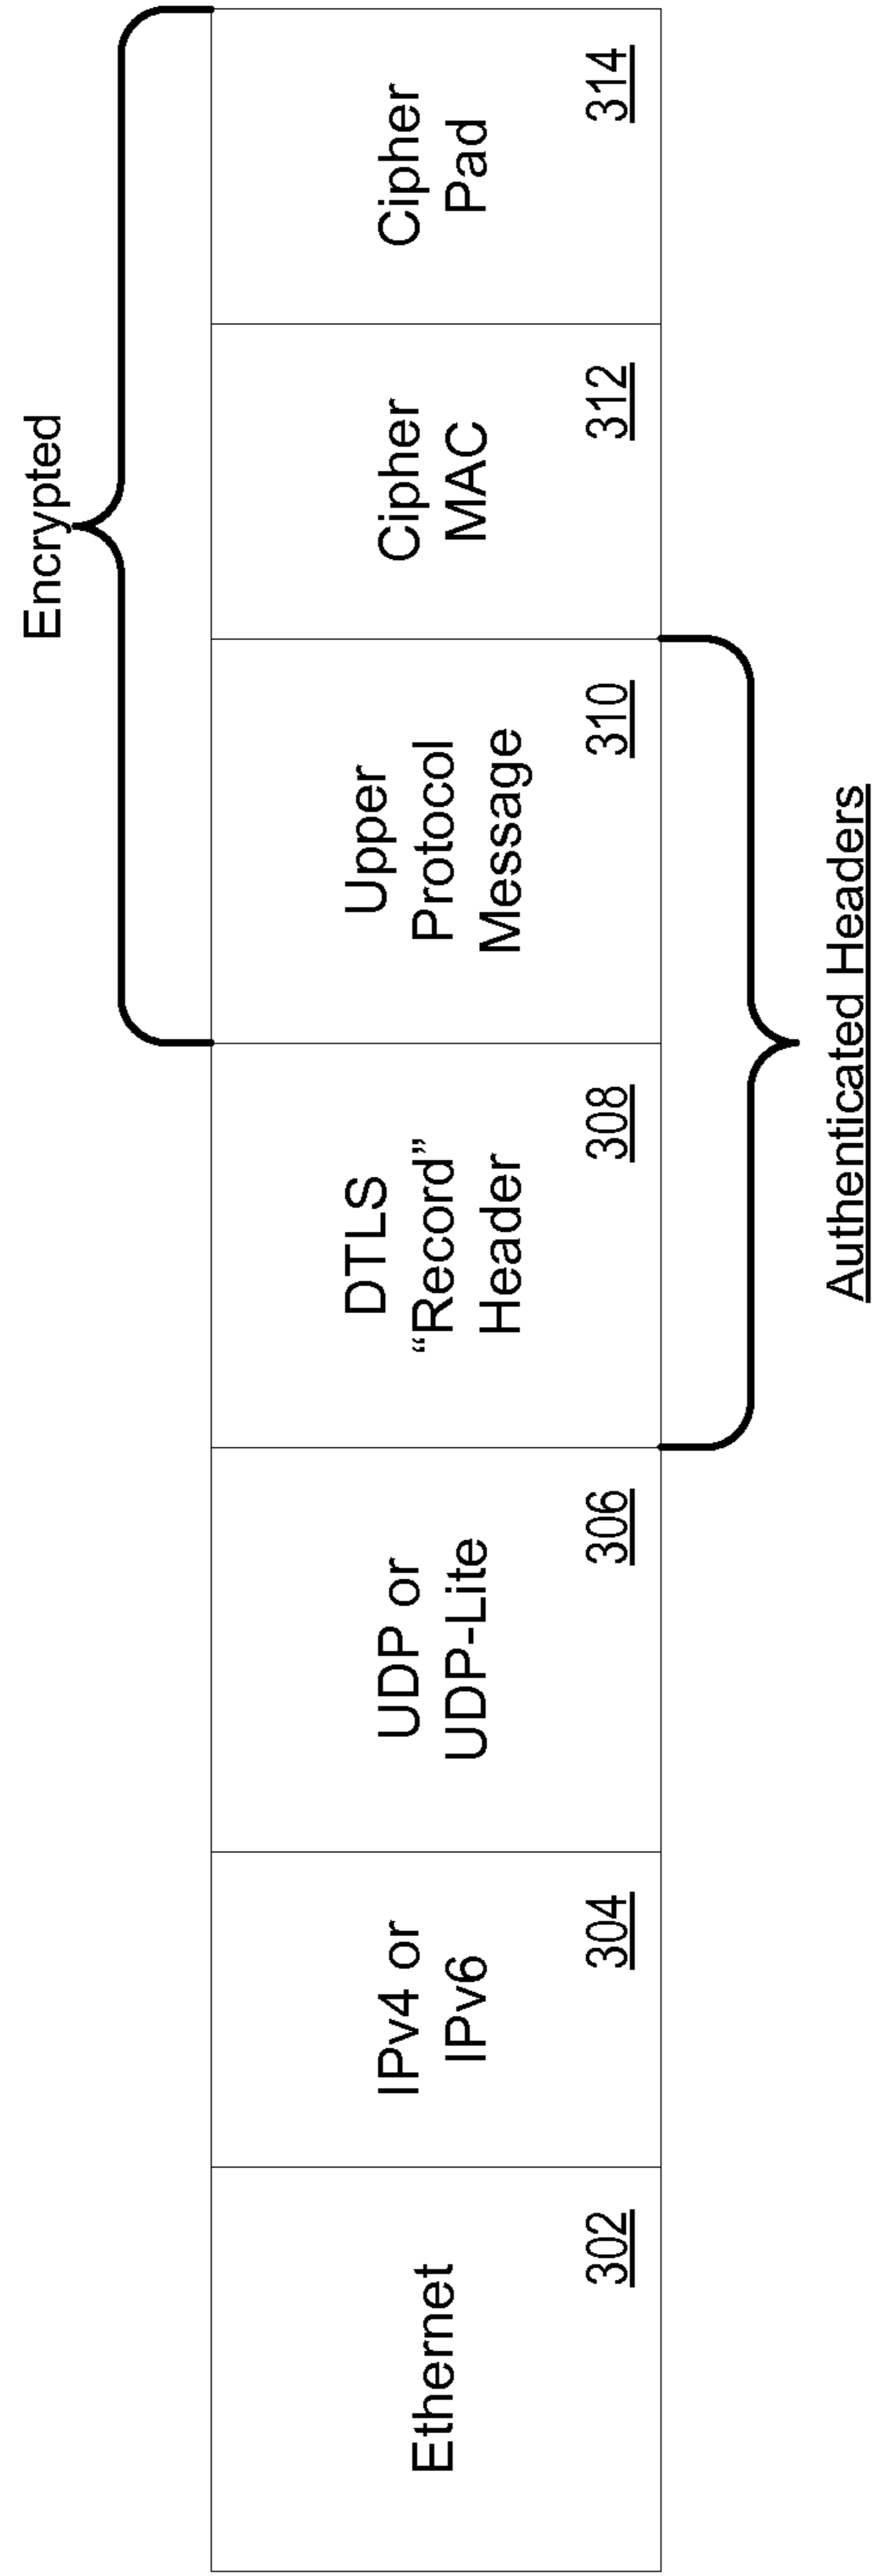 Encrypted
Ethernet
302
IPv4 or
IPv6
304
UDP or
UDP-Lite
306
DTLS
“Record”
Header
308
Upper
Protocol
Message
310
Cipher
MAC
312
Cipher
Pad
314
Authenticated Headers